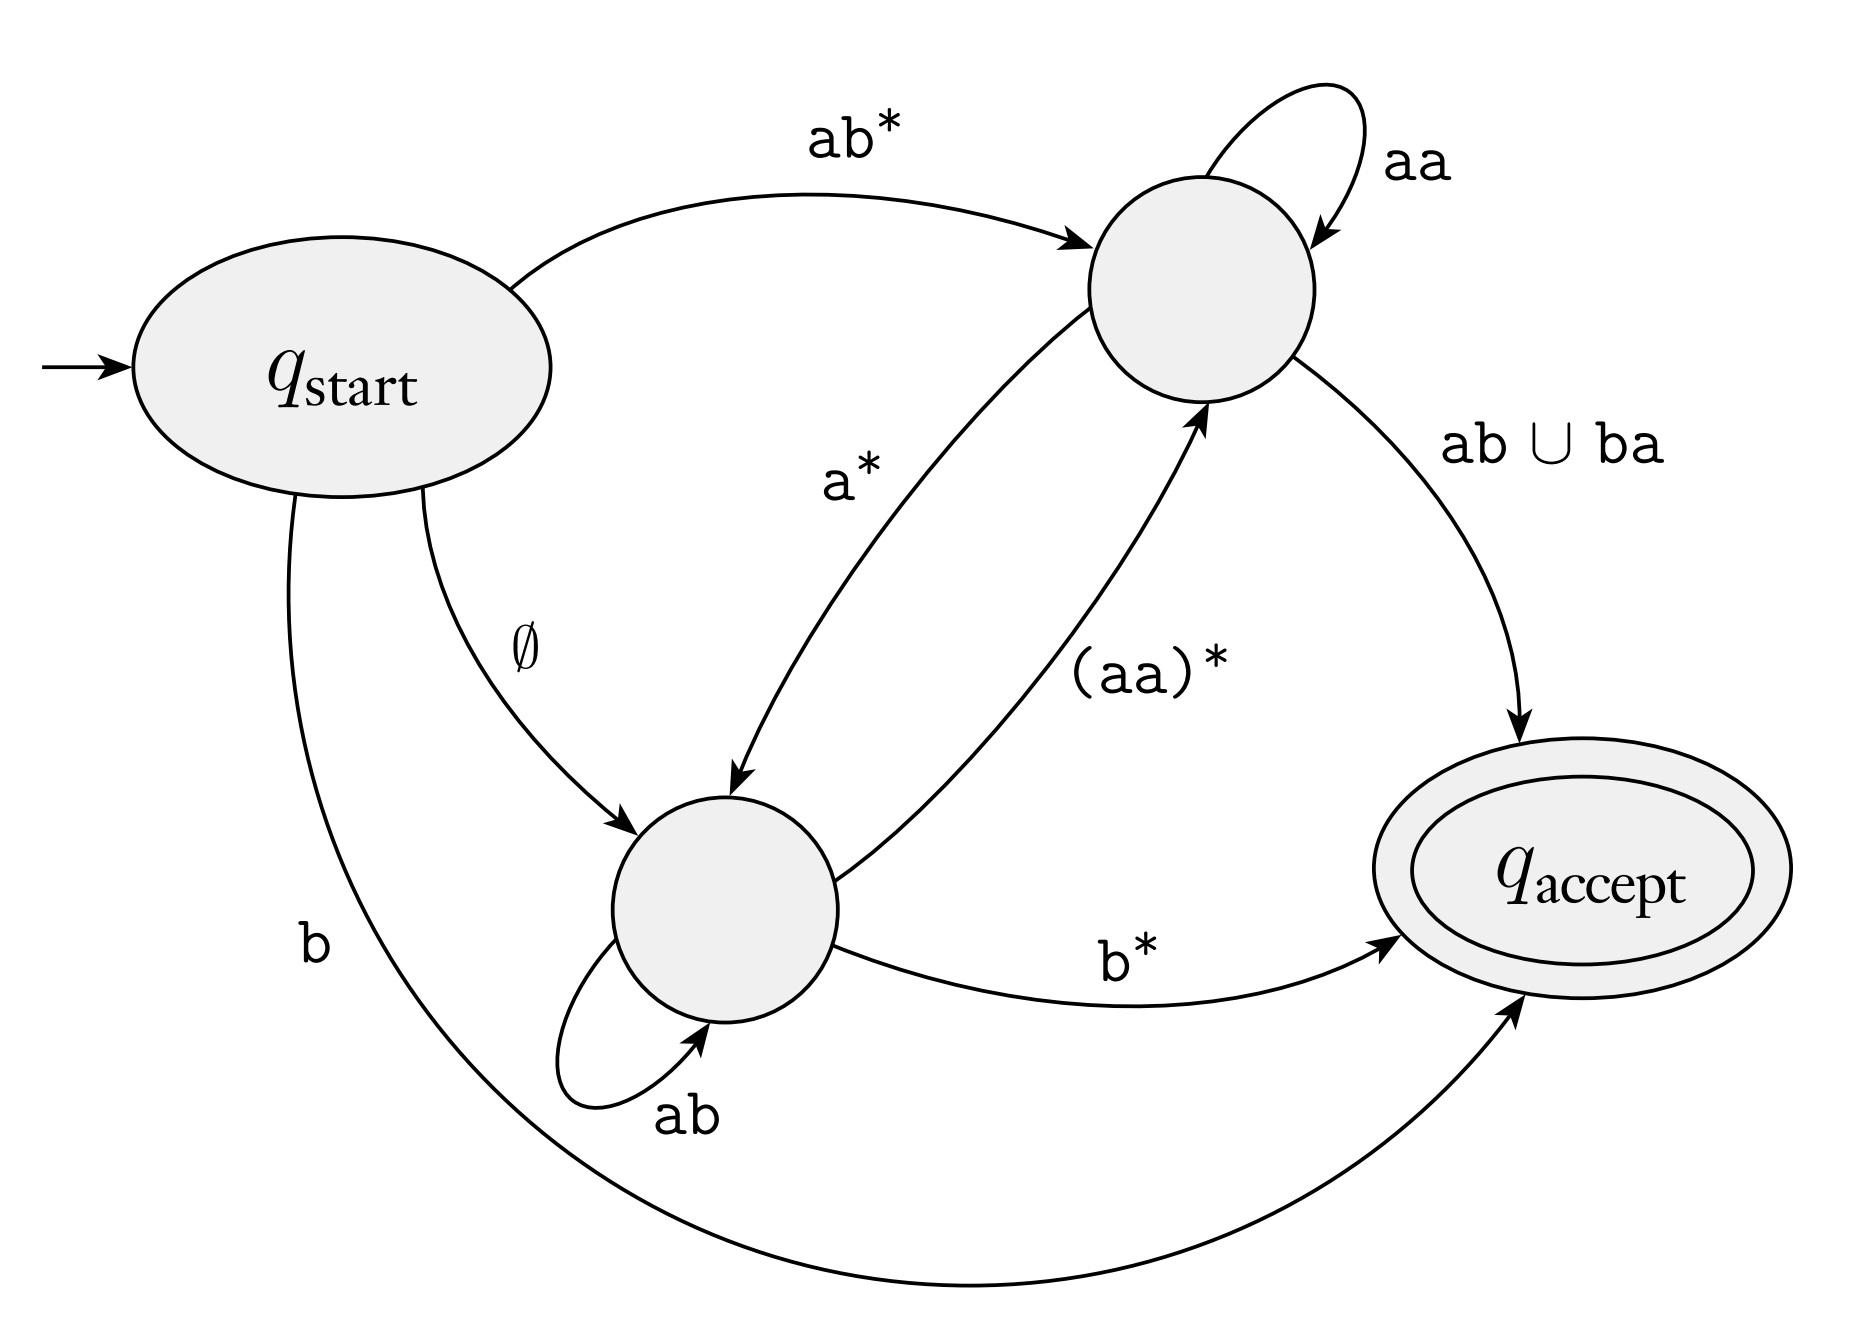 ab*
aa
q_start
ab ∪ ba
a*
∅
(aa)*
q_accept
b
b*
ab